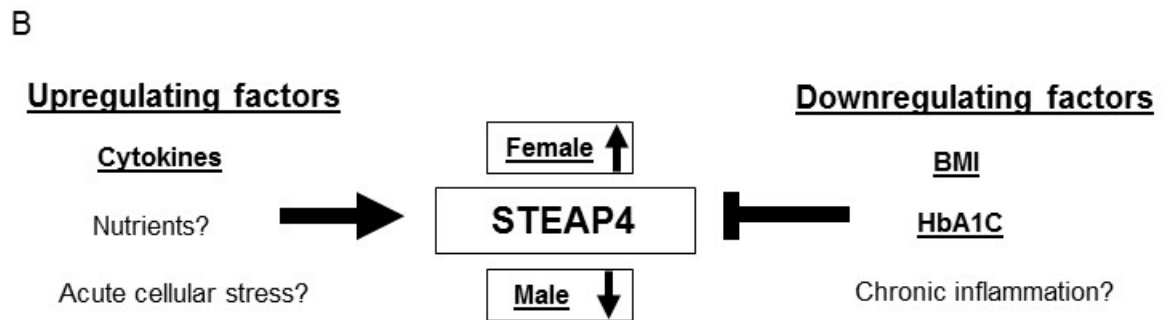 B
Upregulating factors
Cytokines
Nutrients?
Acute cellular stress?
Female
STEAP4
Male
Downregulating factors
BMI
HbA1C
Chronic inflammation?